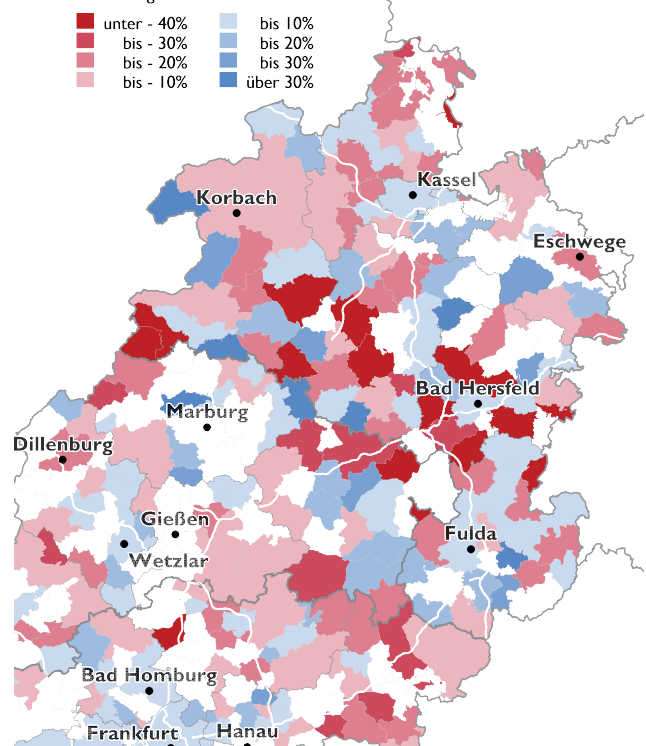 unter - 40%
bis - 30%
bis - 20%
bis - 10%
bis 10%
bis 20%
bis 30%
über 30%
Kassel
Korbach
Eschwege
Bad Hersfeld
Marburg
Dillenburg
Gießen
Fulda
Wetzlar
Bad Homburg
Frankfurt
Hanau